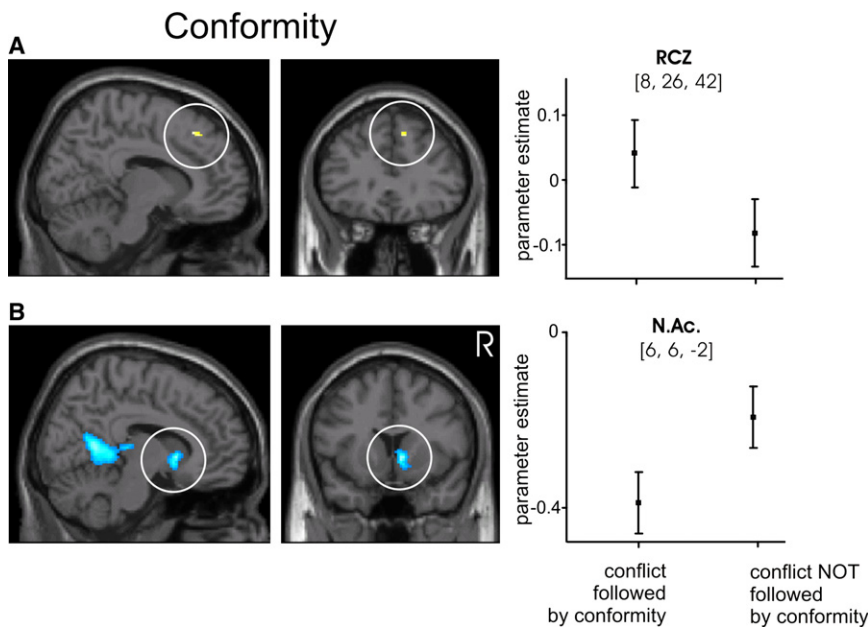 Conformity
A
RCZ
[8, 26, 42]
parameter estimate
0.1
0
-0.1
B
R
N.Ac.
[6, 6, -2]
parameter estimate
0
-0.4
conflict
followed
by conformity
conflict NOT
followed
by conformity